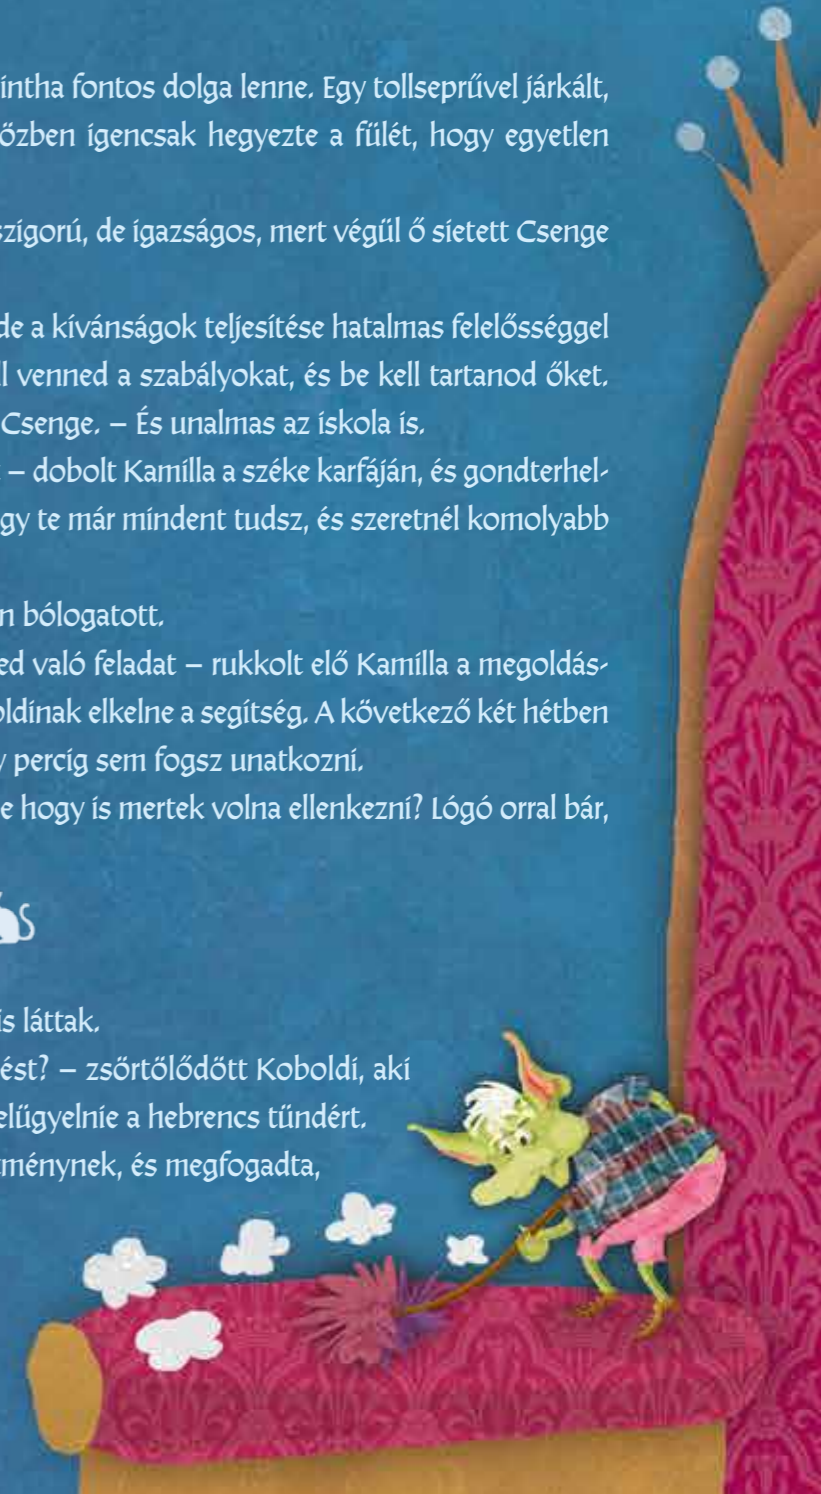 intha fontos dolga lenne. Egy tollseprűvel járkált,
özben igencsak hegyezte a fülét, hogy egyetlen
szigorú, de igazságos, mert végül ő sietett Csenge
de a kívánságok teljesítése hatalmas felelősséggel
ll venned a szabályokat, és be kell tartanod őket.
Csenge. – És unalmas az iskola is.
– dobolt Kamilla a széke karfáján, és gondterhel-
gy te már mindent tudsz, és szeretnél komolyabb
n bólogatott.
ed való feladat – rukkolt elő Kamilla a megoldás-
oldinak elkelne a segítség. A következő két hétben
y percig sem fogsz unatkozni.
e hogy is mertek volna ellenkezni? Lógó orral bár,
is láttak.
ést? – zsörtölődött Koboldi, aki
elügyelnie a hebrencs tündért.
ménynek, és megfogadta,